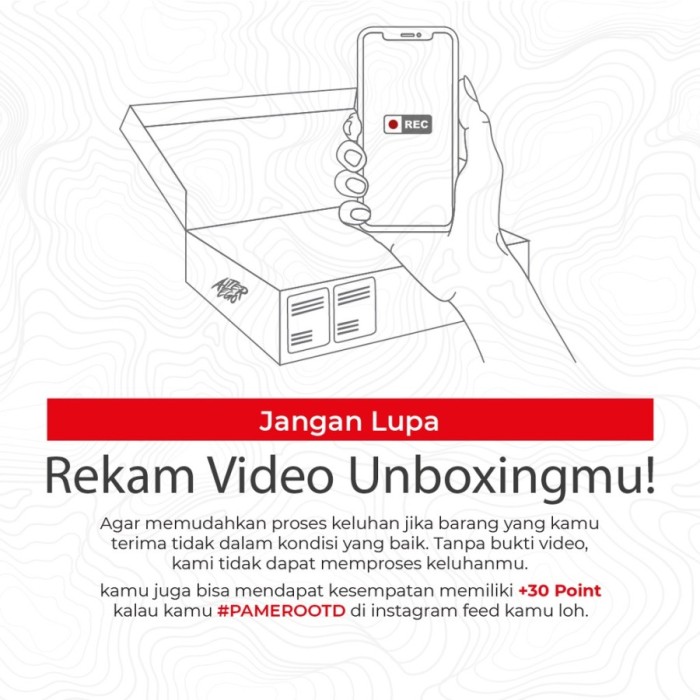 REC
ALTER
EGO
Jangan Lupa
Rekam Video Unboxingmu!
Agar memudahkan proses keluhan jika barang yang kamu
terima tidak dalam kondisi yang baik. Tanpa bukti video,
kami tidak dapat memproses keluhanmu.
kamu juga bisa mendapat kesempatan memiliki +30 Point
kalau kamu #PAMEROOTD di instagram feed kamu loh.